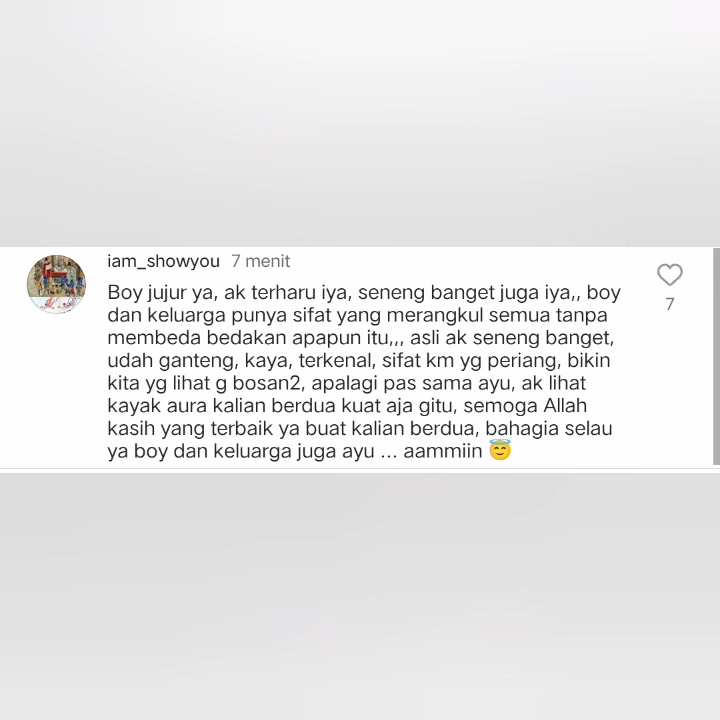 iam_showyou 7 menit
Boy jujur ya, ak terharu iya, seneng banget juga iya,, boy
dan keluarga punya sifat yang merangkul semua tanpa
membeda bedakan apapun itu,,, asli ak seneng banget,
udah ganteng, kaya, terkenal, sifat km yg periang, bikin
kita yg lihat g bosan2, apalagi pas sama ayu, ak lihat
kayak aura kalian berdua kuat aja gitu, semoga Allah
kasih yang terbaik ya buat kalian berdua, bahagia selau
ya boy dan keluarga juga ayu ... aammiin 😇
7